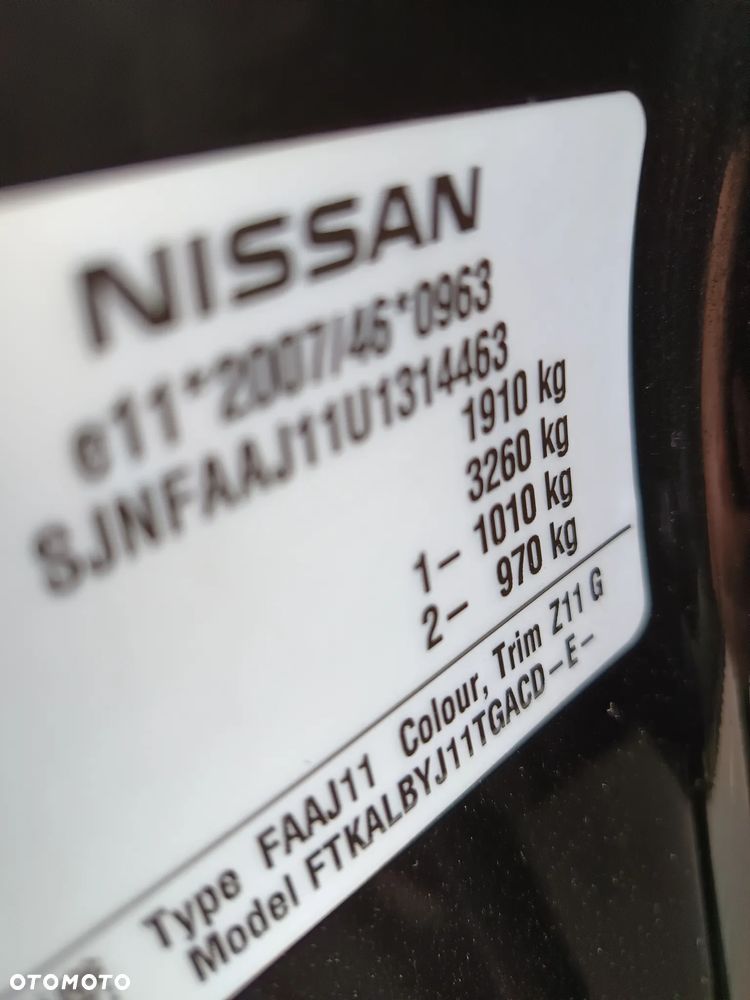 NISSAN
e11*2007/46*0963
SJNFAAJ11U1314463
1910 kg
3260 kg
1- 1010 kg
2- 970 kg
Type FAAJ11 Colour, Trim Z11 G
Model FTKALBYJ11TGACD-E-
OTOMOTO